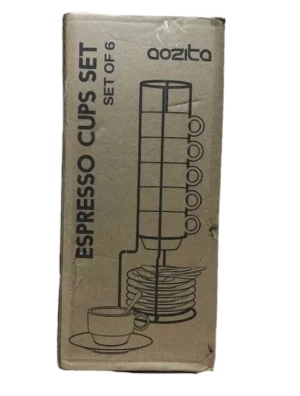 aozita
ESPRESSO CUPS SET
SET OF 6